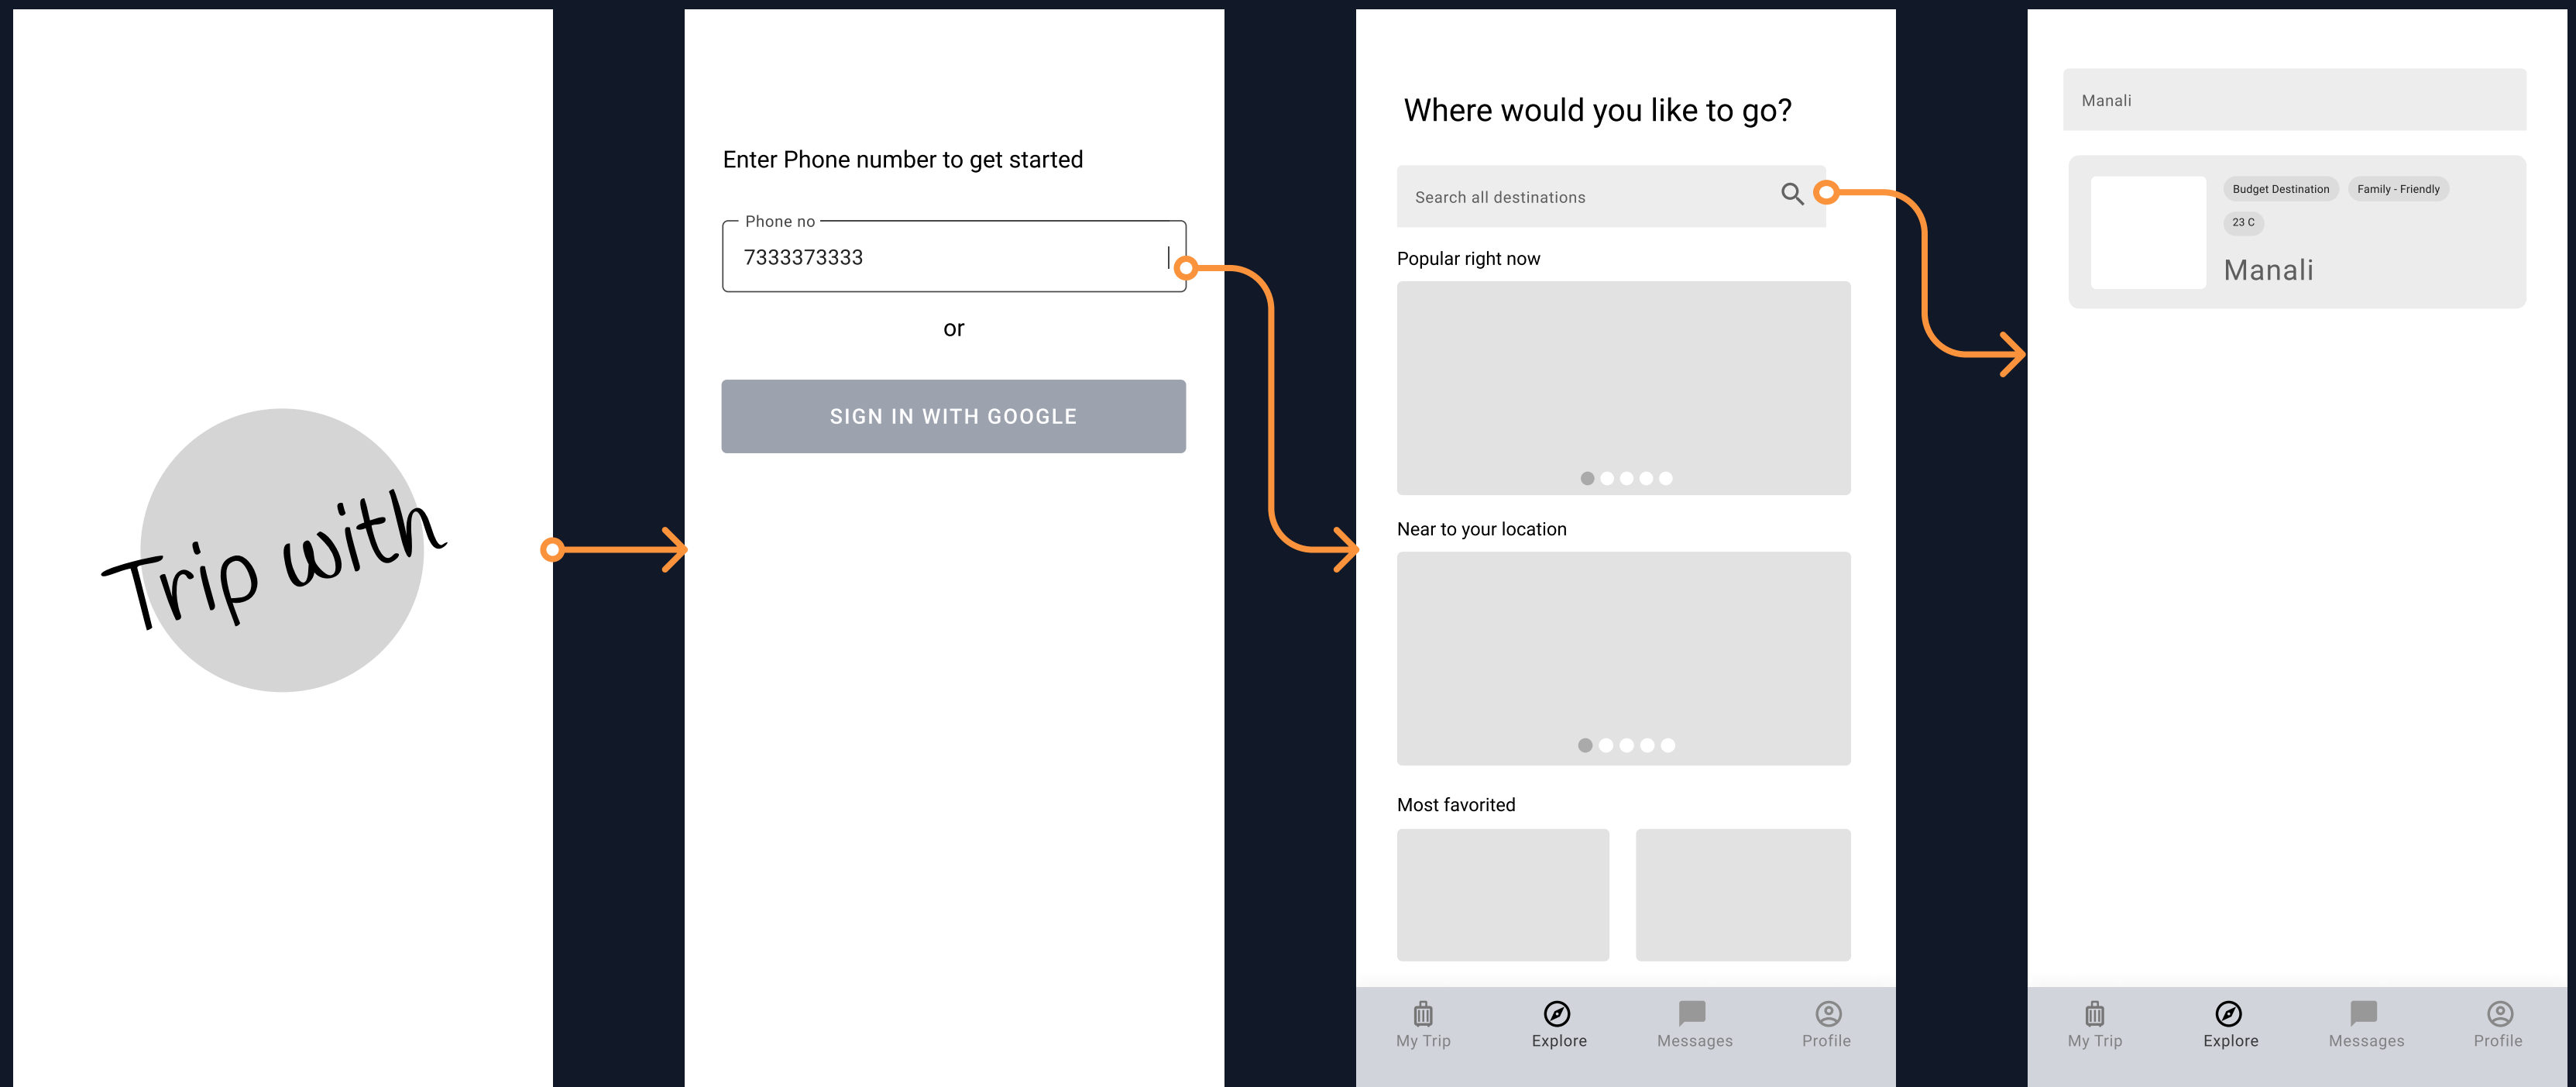 Trip with
Enter Phone number to get started
Phone no
7333373333
or
SIGN IN WITH GOOGLE
Where would you like to go?
Search all destinations
Popular right now
Near to your location
Most favorited
My Trip Explore Messages Profile
Manali
Budget Destination Family - Friendly
23 C
Manali
My Trip Explore Messages Profile